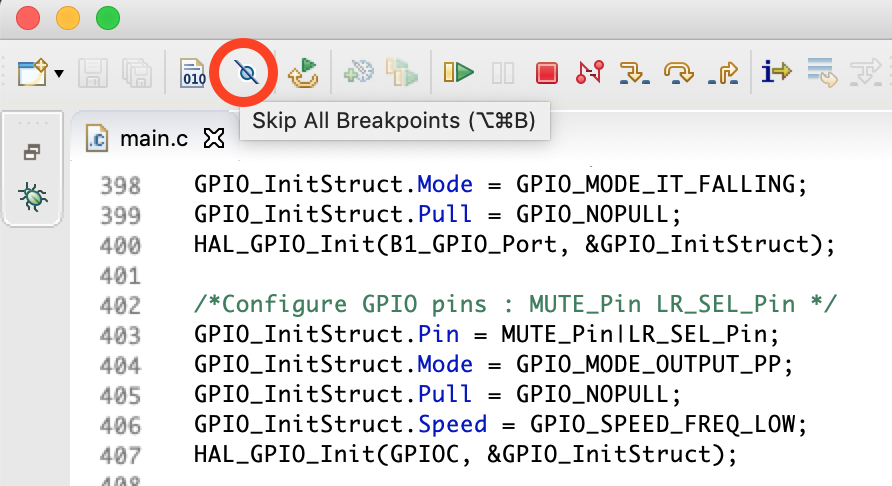 010
Skip All Breakpoints (⌥⌘B)
.c main.c
398 GPIO_InitStruct.Mode = GPIO_MODE_IT_FALLING;
399 GPIO_InitStruct.Pull = GPIO_NOPULL;
400 HAL_GPIO_Init(B1_GPIO_Port, &GPIO_InitStruct);
401
402 /*Configure GPIO pins : MUTE_Pin LR_SEL_Pin */
403 GPIO_InitStruct.Pin = MUTE_Pin|LR_SEL_Pin;
404 GPIO_InitStruct.Mode = GPIO_MODE_OUTPUT_PP;
405 GPIO_InitStruct.Pull = GPIO_NOPULL;
406 GPIO_InitStruct.Speed = GPIO_SPEED_FREQ_LOW;
407 HAL_GPIO_Init(GPIOC, &GPIO_InitStruct);
408